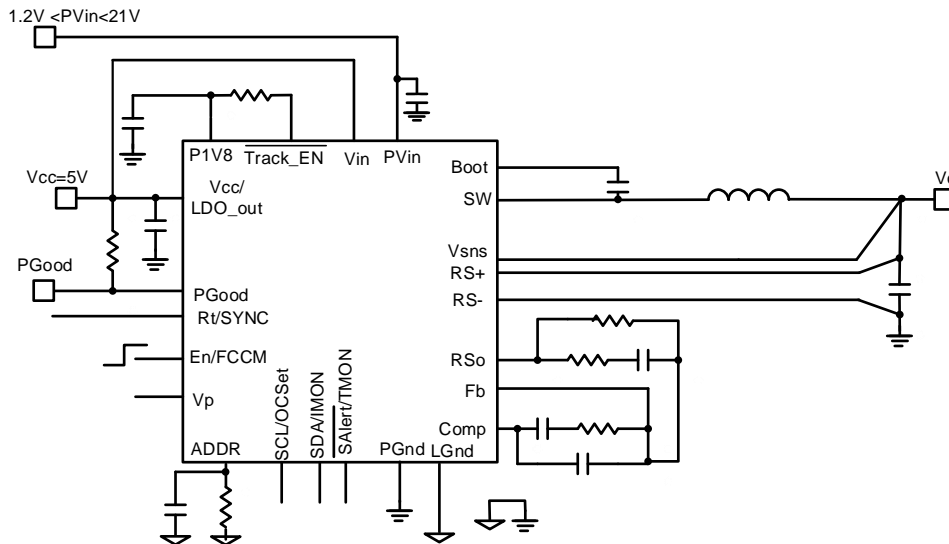 1.2V <PVin<21V
P1V8
Track_EN
Vin
PVin
Boot
Vcc=5V
Vcc/
LDO_out
SW
Vsns
RS+
RS-
PGood
PGood
Rt/SYNC
En/FCCM
RSo
Fb
Vp
Comp
ADDR
SCL/OCSet
SDA/IMON
SAlert/TMON
PGnd
LGnd